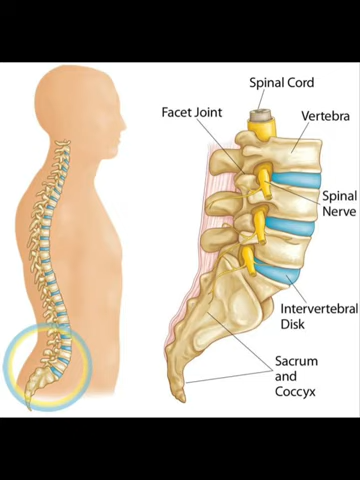 Spinal Cord
Facet Joint
Vertebra
Spinal
Nerve
Intervertebral
Disk
Sacrum
and
Coccyx